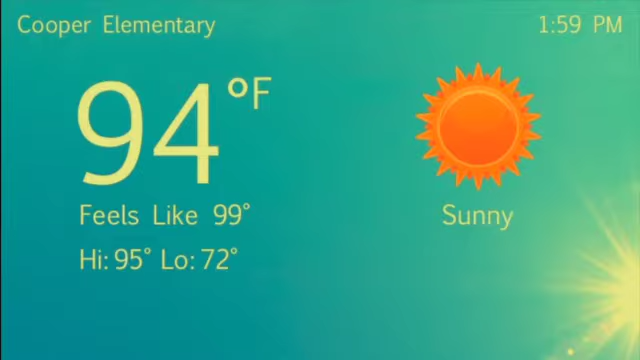 Cooper Elementary 1:59 PM
94°F
Feels Like 99°
Sunny
Hi: 95° Lo: 72°